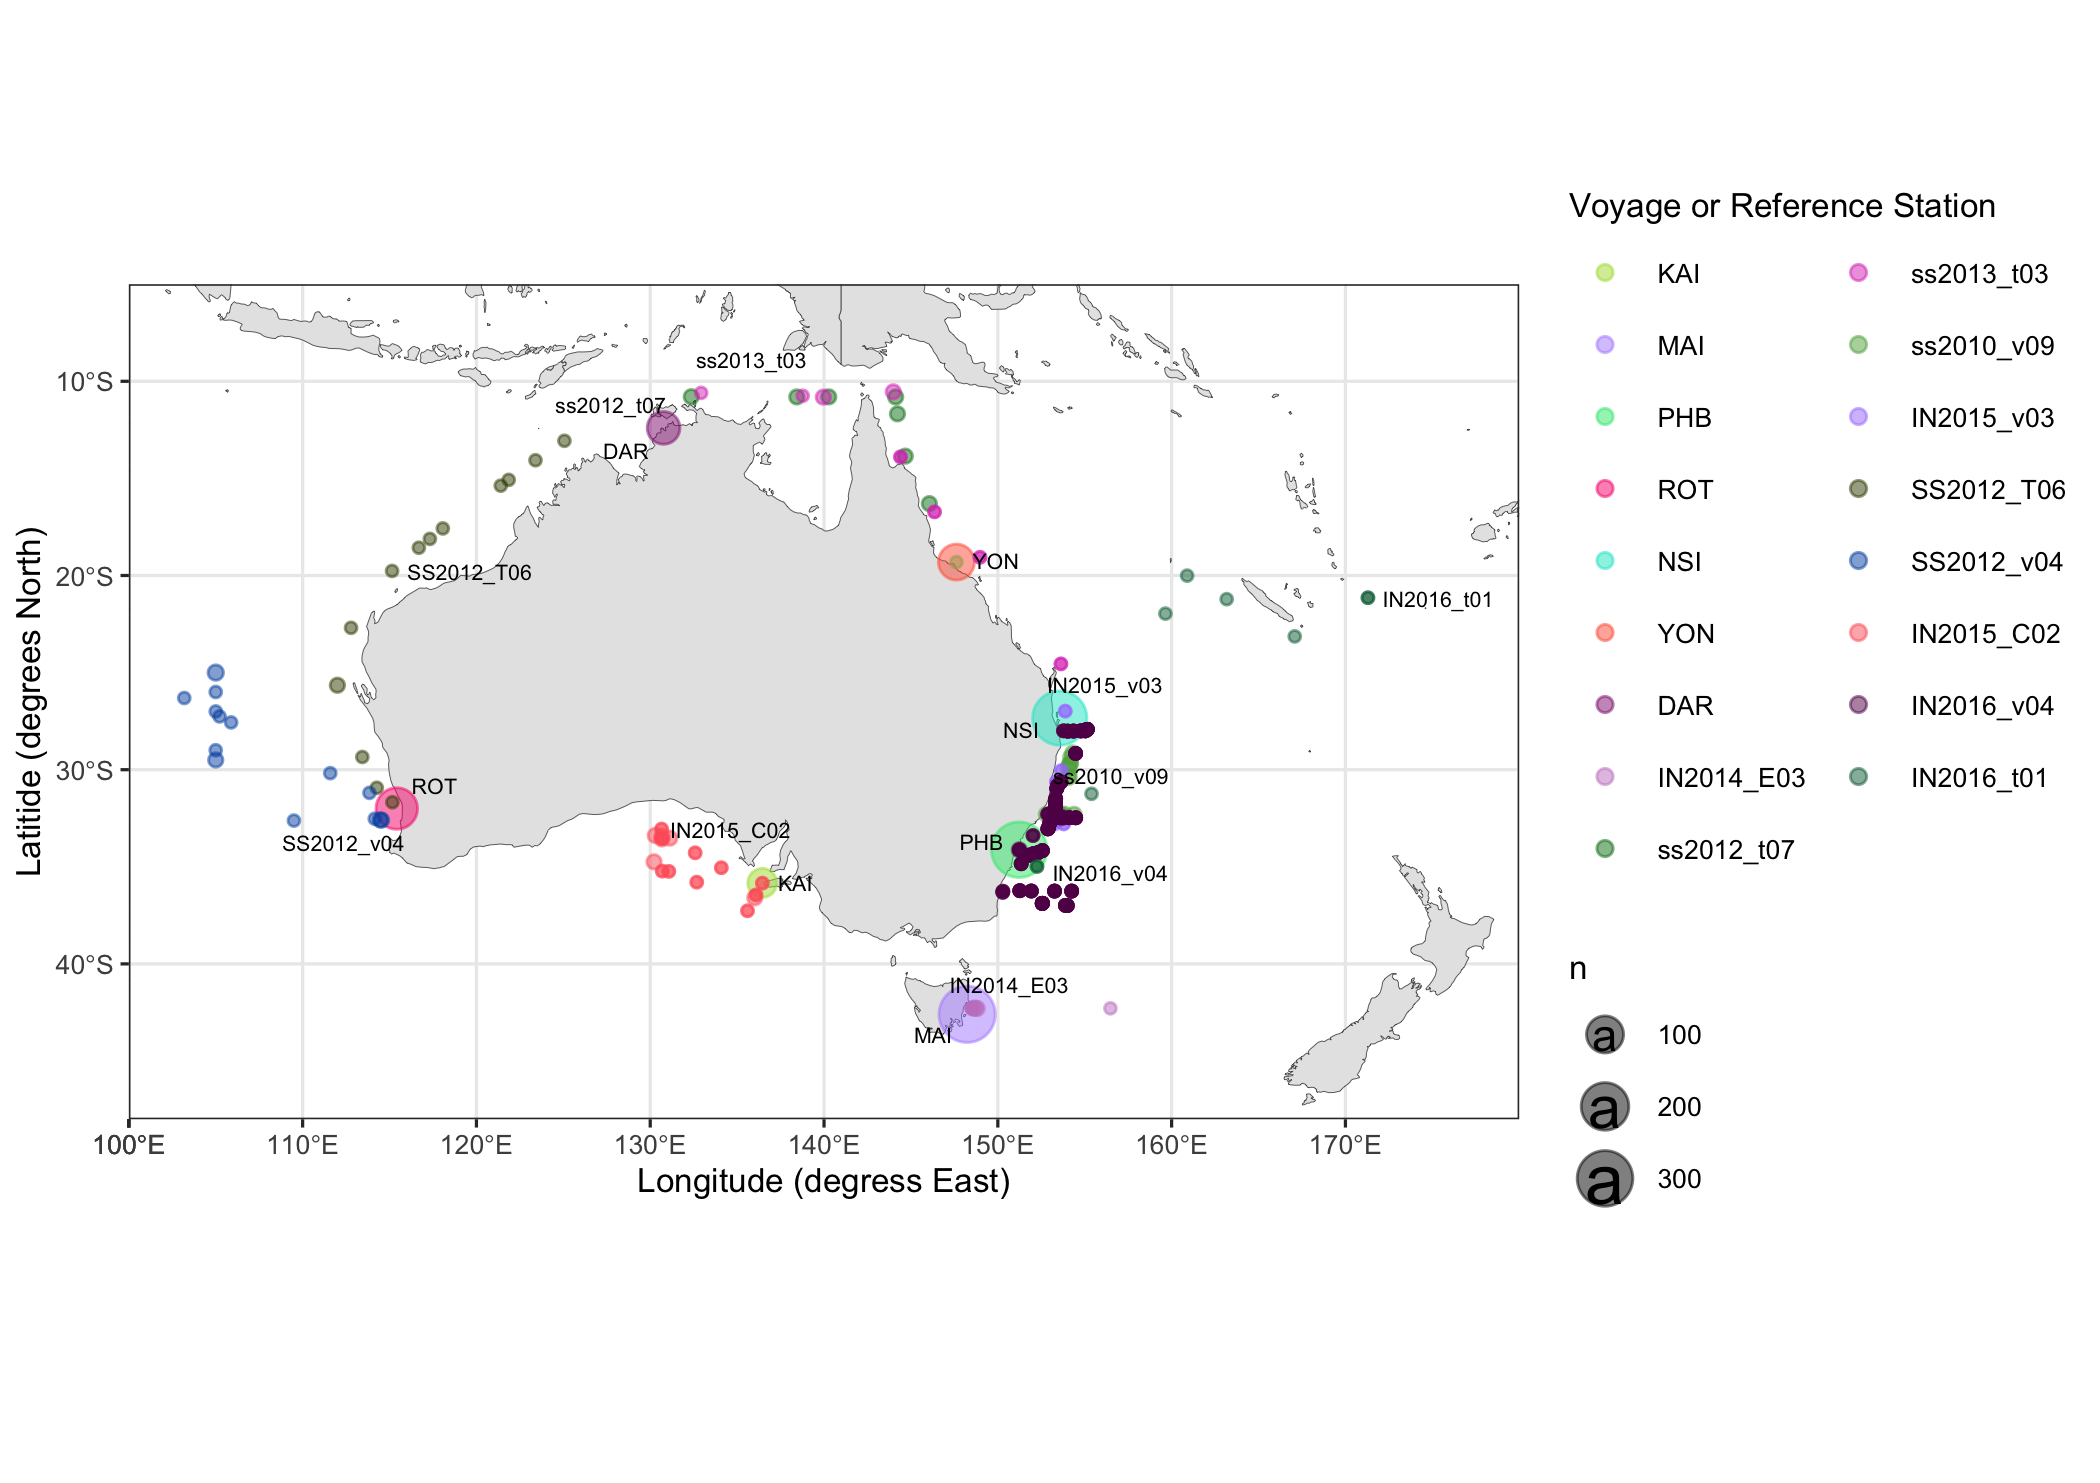 Voyage or Reference Station
KAI
ss2013_t03
MAI
ss2010_v09
PHB
IN2015_v03
ROT
SS2012_T06
NSI
SS2012_v04
YON
IN2015_C02
DAR
IN2016_v04
IN2014_E03
IN2016_t01
ss2012_t07
n
a 100
a 200
a 300
Latitide (degrees North)
10°S
20°S
30°S
40°S
ss2013_t03
ss2012_t07
DAR
YON
SS2012_T06
IN2016_t01
IN2015_v03
NSI
ss2010_v09
ROT
IN2015_C02
SS2012_v04
PHB
IN2016_v04
KAI
IN2014_E03
MAI
100°E 110°E 120°E 130°E 140°E 150°E 160°E 170°E
Longitude (degress East)